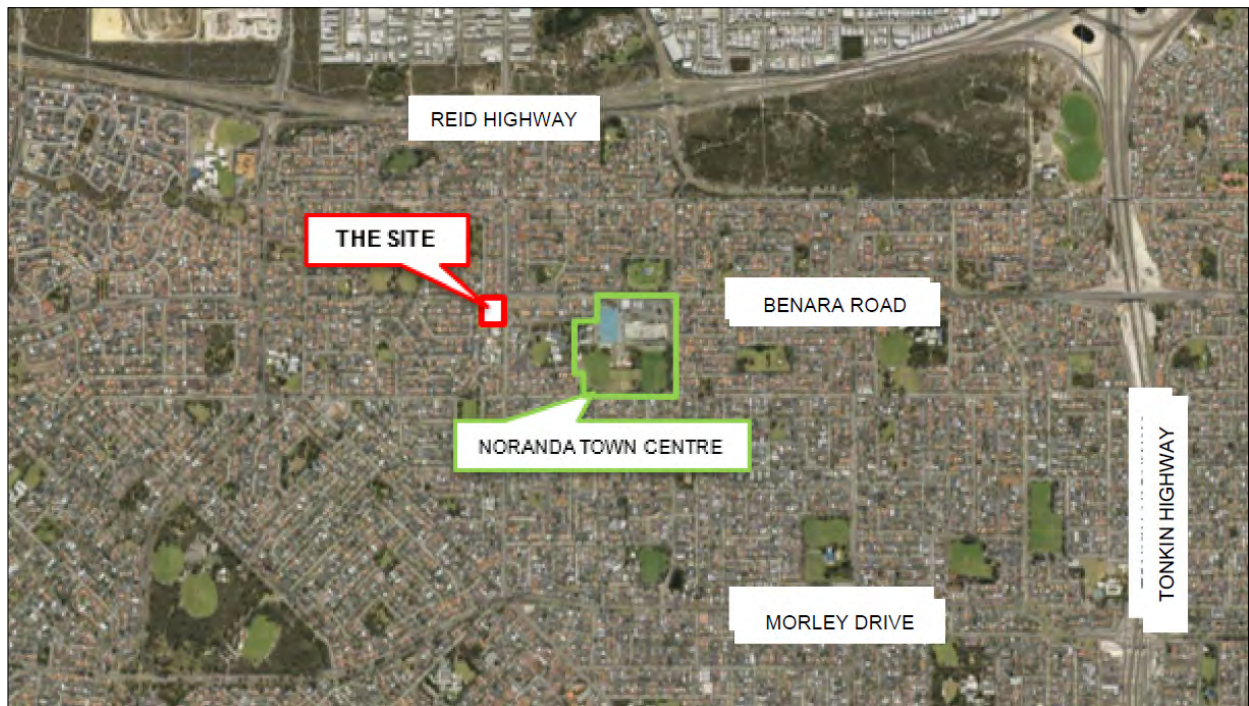 REID HIGHWAY
THE SITE
BENARA ROAD
NORANDA TOWN CENTRE
TONKIN HIGHWAY
MORLEY DRIVE